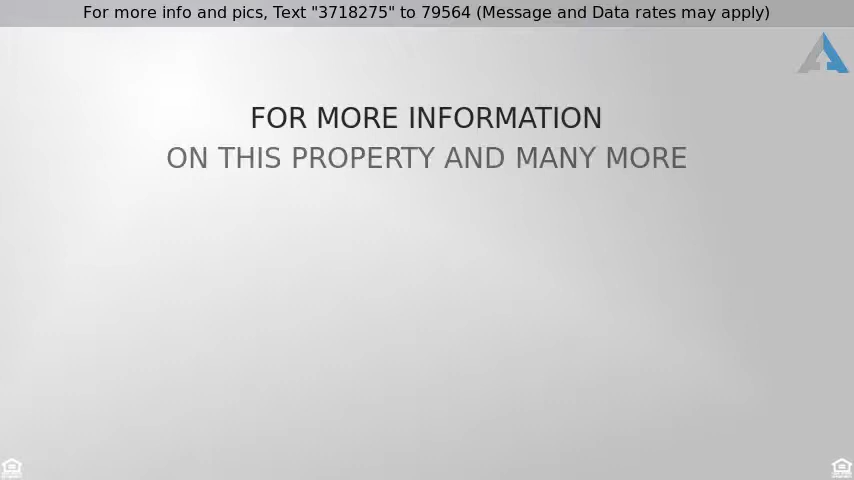 For more info and pics, Text "3718275" to 79564 (Message and Data rates may apply)
FOR MORE INFORMATION
ON THIS PROPERTY AND MANY MORE